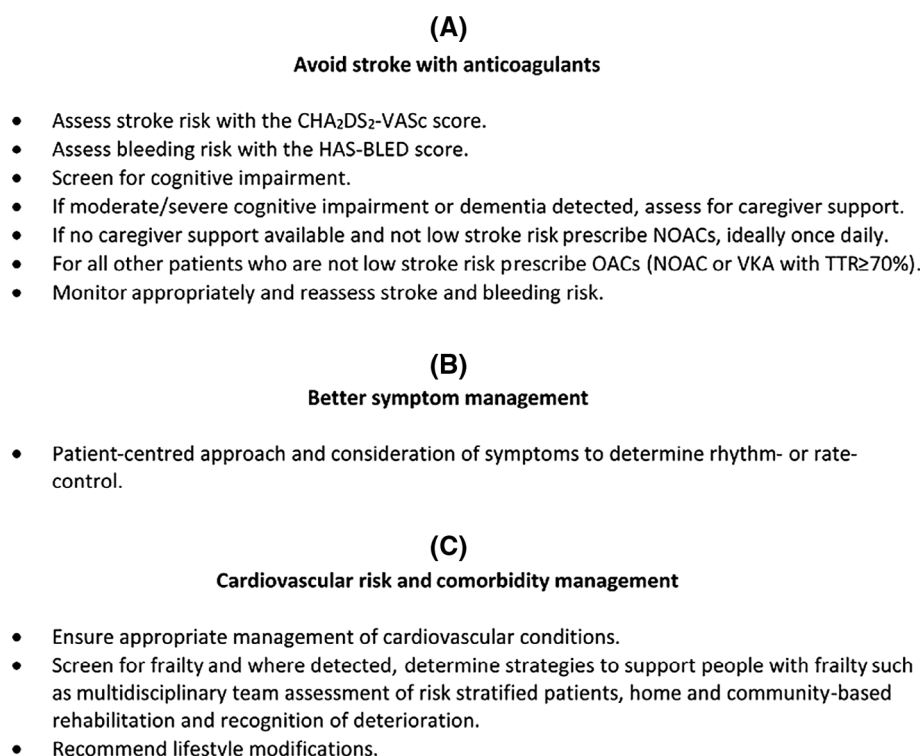 (A)
Avoid stroke with anticoagulants
• Assess stroke risk with the CHA₂DS₂-VASc score.
• Assess bleeding risk with the HAS-BLED score.
• Screen for cognitive impairment.
• If moderate/severe cognitive impairment or dementia detected, assess for caregiver support.
• If no caregiver support available and not low stroke risk prescribe NOACs, ideally once daily.
• For all other patients who are not low stroke risk prescribe OACs (NOAC or VKA with TTR≥70%).
• Monitor appropriately and reassess stroke and bleeding risk.
(B)
Better symptom management
• Patient-centred approach and consideration of symptoms to determine rhythm- or rate-
control.
(C)
Cardiovascular risk and comorbidity management
• Ensure appropriate management of cardiovascular conditions.
• Screen for frailty and where detected, determine strategies to support people with frailty such
as multidisciplinary team assessment of risk stratified patients, home and community-based
rehabilitation and recognition of deterioration.
• Recommend lifestyle modifications.